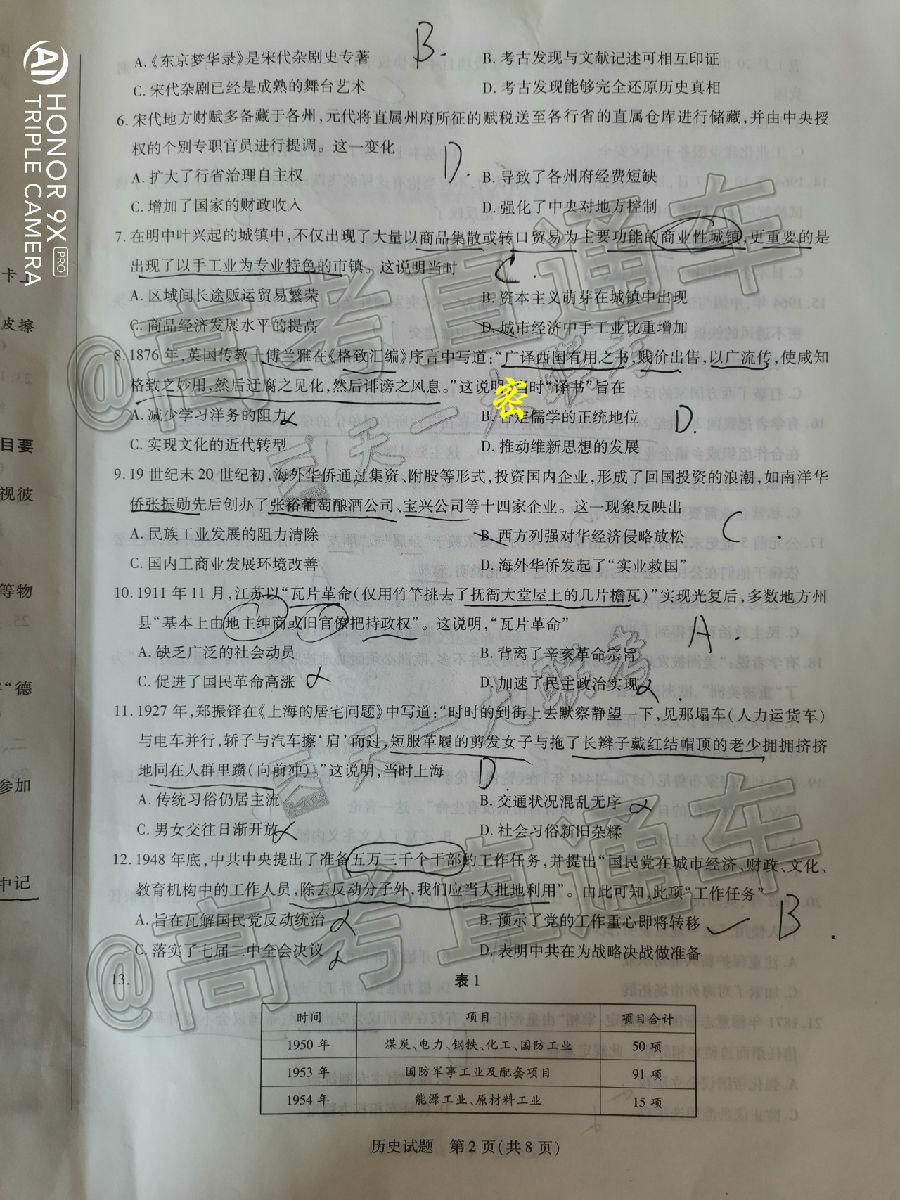 B.
A.《东京梦华录》是宋代杂剧史专著 B.考古发现与文献记述可相互印证
C.宋代杂剧已经是成熟的舞台艺术 D.考古发现能够完全还原历史真相
6.宋代地方财赋多条藏于各州,元代将直属州府所征的赋税送至各行省的直属仓库进行储藏,并由中央授
权的个别专职官员进行提调。这一变化
D.
A.扩大了行省治理自主权 B.导致了各州府经费短缺
C.增加了国家的财政收入 D.强化了中央对地方控制
7.在明中叶兴起的城镇中,不仅出现了大量以商品集散或转口贸易为主要功能的商业性城镇,更重要的是
出现了以手工业为专业特色的市镇。这说明当时
C.
A.区域间长途贩运贸易繁荣 B.资本主义萌芽在城镇中出现
C.商品经济发展水平的提高 D.城市经济中手工业比重增加
8.1876年,英国传教士傅兰雅在《格致汇编》序言中写道:“广译西国有用之书,贱价出售,以广流传,使咸知
格致之妙用,然后迂腐之见化,然后诽谤之风息。”这说明 时“译书”旨在
密
A.减少学习洋务的阻力 B.否定儒学的正统地位
D.
C.实现文化的近代转型 D.推动维新思想的发展
9.19世纪末20世纪初,海外华侨通过集资、附股等形式,投资国内企业,形成了回国投资的浪潮,如南洋华
侨张振勋先后创办了张裕葡萄酿酒公司、宝兴公司等十四家企业。这一现象反映出
A.民族工业发展的阻力清除 B.西方列强对华经济侵略放松
C.
C.国内工商业发展环境改善 D.海外华侨发起了“实业救国”
10.1911年11月,江苏以“瓦片革命(仅用竹竿挑去了抚衙大堂屋上的几片檐瓦)”实现光复后,多数地方州
县“基本上由地主绅商或旧官僚把持政权”。这说明,“瓦片革命”
A.
A.缺乏广泛的社会动员 B.背离了辛亥革命宗旨
C.促进了国民革命高涨 D.加速了民主政治实现
11.1927年,郑振铎在《上海的居宅问题》中写道:“时时的到街上去默察静望一下,见那塌车(人力运货车)
与电车并行,轿子与汽车擦‘肩’而过,短服革履的剪发女子与拖了长辫子戴红结帽顶的老少拥拥挤挤
地同在人群里躜(向前冲)。”这说明,当时上海
D
A.传统习俗仍居主流 B.交通状况混乱无序
C.男女交往日渐开放 D.社会习俗新旧杂糅
12.1948年底,中共中央提出了准备五万三千个干部的工作任务,并提出“国民党在城市经济、财政、文化、
教育机构中的工作人员,除去反动分子外,我们应当大批地利用”。由此可知,此项“工作任务”
A.旨在瓦解国民党反动统治 B.预示了党的工作重心即将转移
B
C.落实了七届二中全会决议 D.表明中共在为战略决战做准备
13. 表1
时间 项目 项目合计
1950年 煤炭、电力、钢铁、化工、国防工业 50项
1953年 国防军事工业及配套项目 91项
1954年 能源工业、原材料工业 15项
历史试题 第2页(共8页)
AI HONOR 9X PRO
TRIPLE CAMERA
@高考直通车
@高考直通车
皮擦
目要
视彼
等物
“德
参加
中记